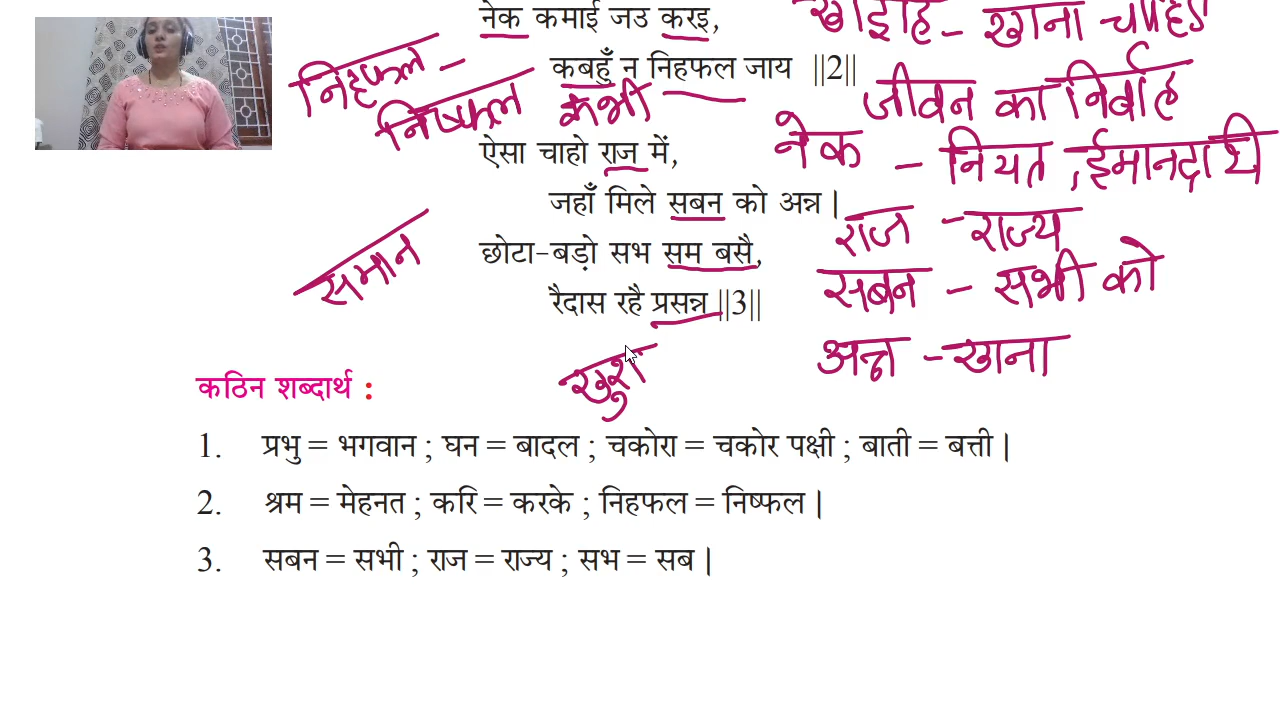 नेक कमाई जउ करइ,
खाइहि - खाना चाहिए
कबहुँ न निहफल जाय ||2||
निहफल -
निष्फल
कभी
जीवन का निर्वाह
ऐसा चाहो राज में,
नेक - नियत, ईमानदारी
जहाँ मिले सबन को अन्न |
राज - राज्य
छोटा-बड़ो सभ सम बसै,
समान
सबन - सभी को
रैदास रहै प्रसन्न ||3||
खुश
अन्न - खाना
कठिन शब्दार्थ :
1. प्रभु = भगवान ; घन = बादल ; चकोरा = चकोर पक्षी ; बाती = बत्ती |
2. श्रम = मेहनत ; करि = करके ; निहफल = निष्फल |
3. सबन = सभी ; राज = राज्य ; सभ = सब |